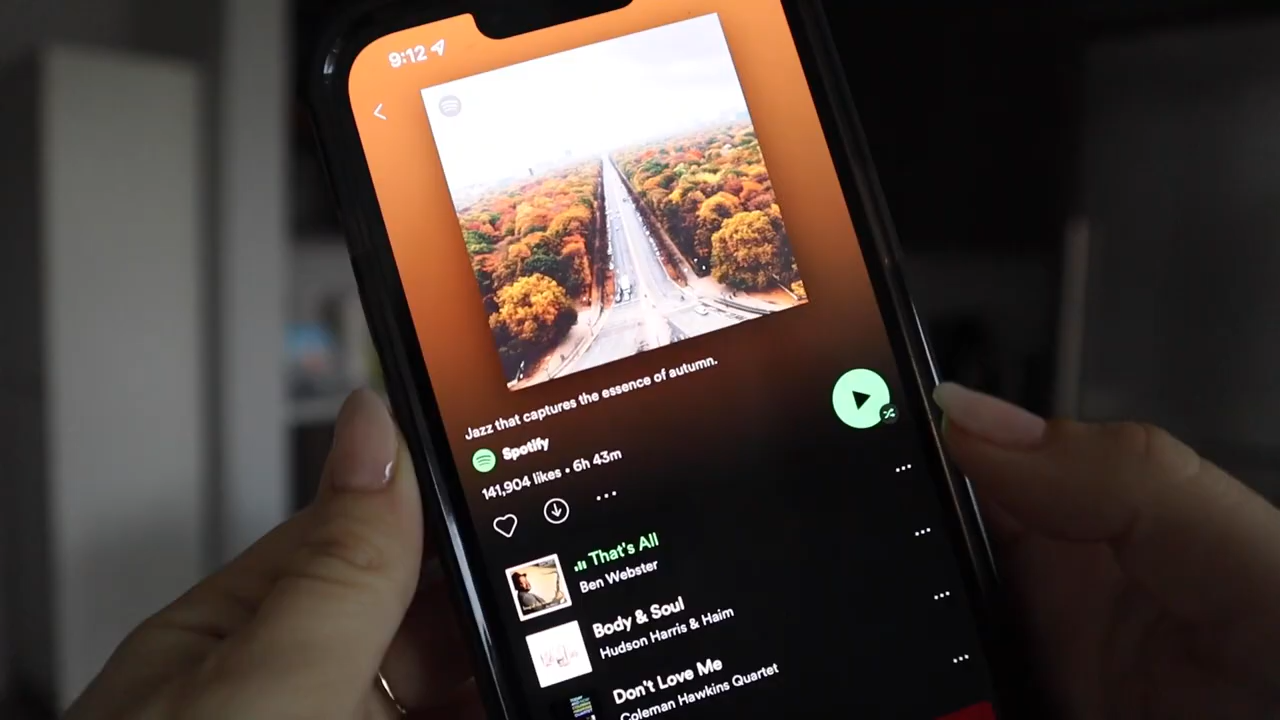 9:12
Jazz that captures the essence of autumn.
Spotify
141,904 likes • 6h 43m
That's All
Ben Webster
Body & Soul
Hudson Harris & Haim
Don't Love Me
Coleman Hawkins Quartet